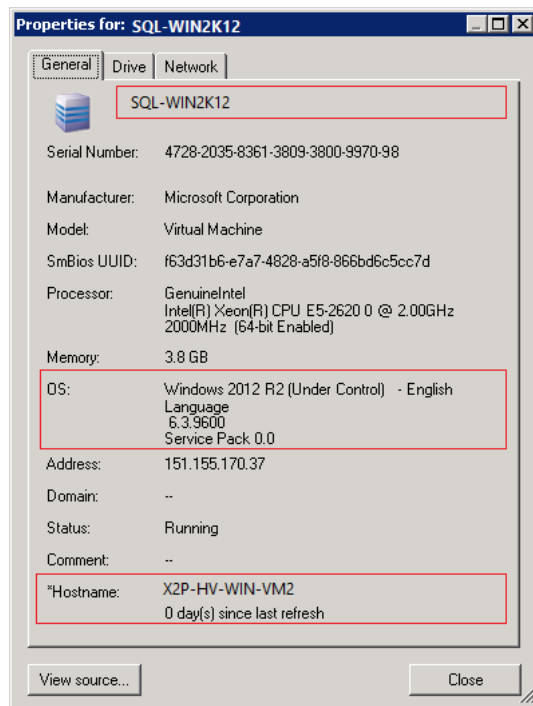 Properties for: SQL-WIN2K12
General Drive Network
SQL-WIN2K12
Serial Number: 4728-2035-8361-3809-3800-9970-98
Manufacturer: Microsoft Corporation
Model: Virtual Machine
SmBios UUID: f63d31b6-e7a7-4828-a5f8-866bd6c5cc7d
Processor: GenuineIntel
Intel(R) Xeon(R) CPU E5-2620 0 @ 2.00GHz
2000MHz (64-bit Enabled)
Memory: 3.8 GB
OS: Windows 2012 R2 (Under Control) - English
Language
6.3.9600
Service Pack 0.0
Address: 151.155.170.37
Domain: --
Status: Running
Comment: --
*Hostname: X2P-HV-WIN-VM2
0 day(s) since last refresh
View source... Close